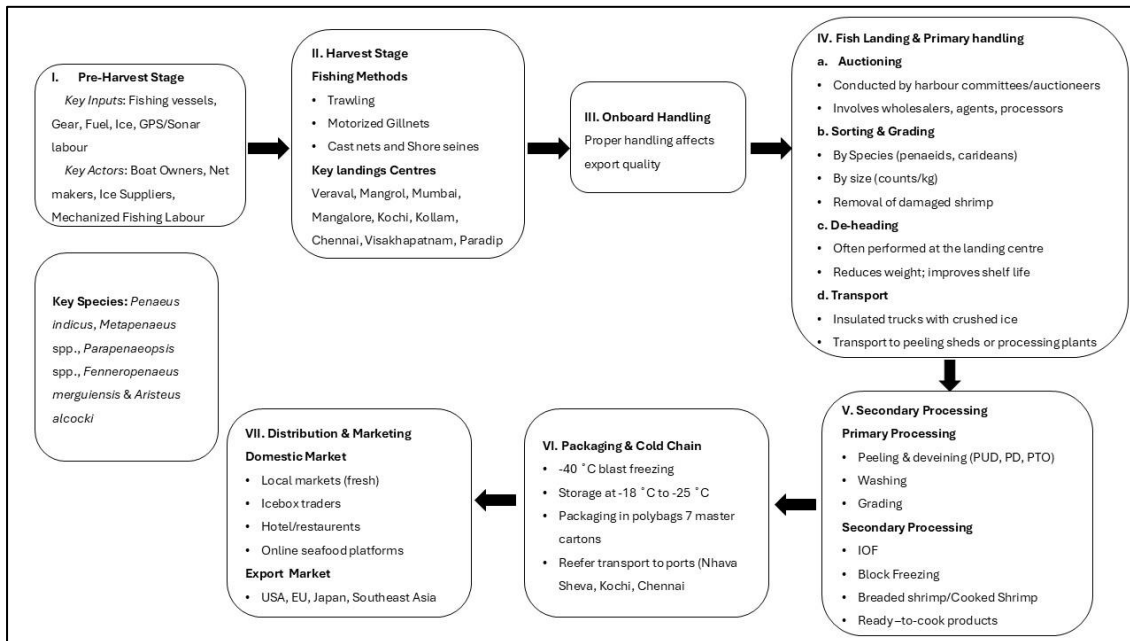 I. Pre-Harvest Stage
Key Inputs: Fishing vessels,
Gear, Fuel, Ice, GPS/Sonar
labour
Key Actors: Boat Owners, Net
makers, Ice Suppliers,
Mechanized Fishing Labour
II. Harvest Stage
Fishing Methods
• Trawling
• Motorized Gillnets
• Cast nets and Shore seines
Key landings Centres
Veraval, Mangrol, Mumbai,
Mangalore, Kochi, Kollam,
Chennai, Visakhapatnam, Paradip
III. Onboard Handling
Proper handling affects
export quality
IV. Fish Landing & Primary handling
a. Auctioning
• Conducted by harbour committees/auctioneers
• Involves wholesalers, agents, processors
b. Sorting & Grading
• By Species (penaeids, carideans)
• By size (counts/kg)
• Removal of damaged shrimp
c. De-heading
• Often performed at the landing centre
• Reduces weight; improves shelf life
d. Transport
• Insulated trucks with crushed ice
• Transport to peeling sheds or processing plants
Key Species: Penaeus
indicus, Metapenaeus
spp., Parapenaeopsis
spp., Fenneropenaeus
merguiensis & Aristeus
alcocki
V. Secondary Processing
Primary Processing
• Peeling & deveining (PUD, PD, PTO)
• Washing
• Grading
Secondary Processing
• IOF
• Block Freezing
• Breaded shrimp/Cooked Shrimp
• Ready–to-cook products
VI. Packaging & Cold Chain
• -40 ˚C blast freezing
• Storage at -18 ˚C to -25 ˚C
• Packaging in polybags 7 master
cartons
• Reefer transport to ports (Nhava
Sheva, Kochi, Chennai
VII. Distribution & Marketing
Domestic Market
• Local markets (fresh)
• Icebox traders
• Hotel/restaurents
• Online seafood platforms
Export Market
• USA, EU, Japan, Southeast Asia